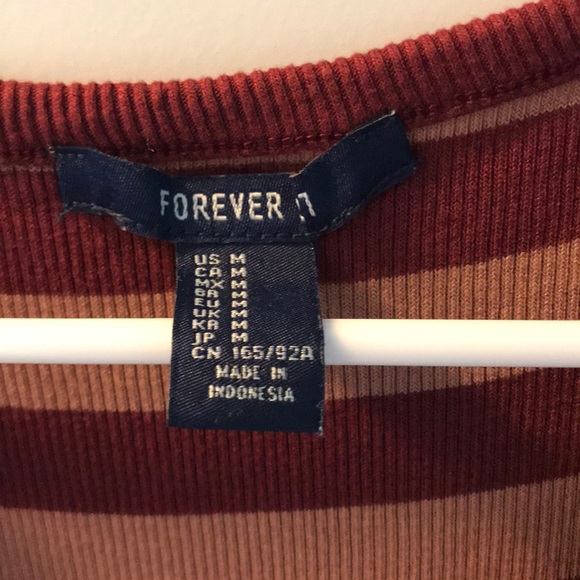 FOREVER
US M
CA M
MX M
BR M
EU M
UK M
KR M
JP M
CN 165/92A
MADE IN
INDONESIA